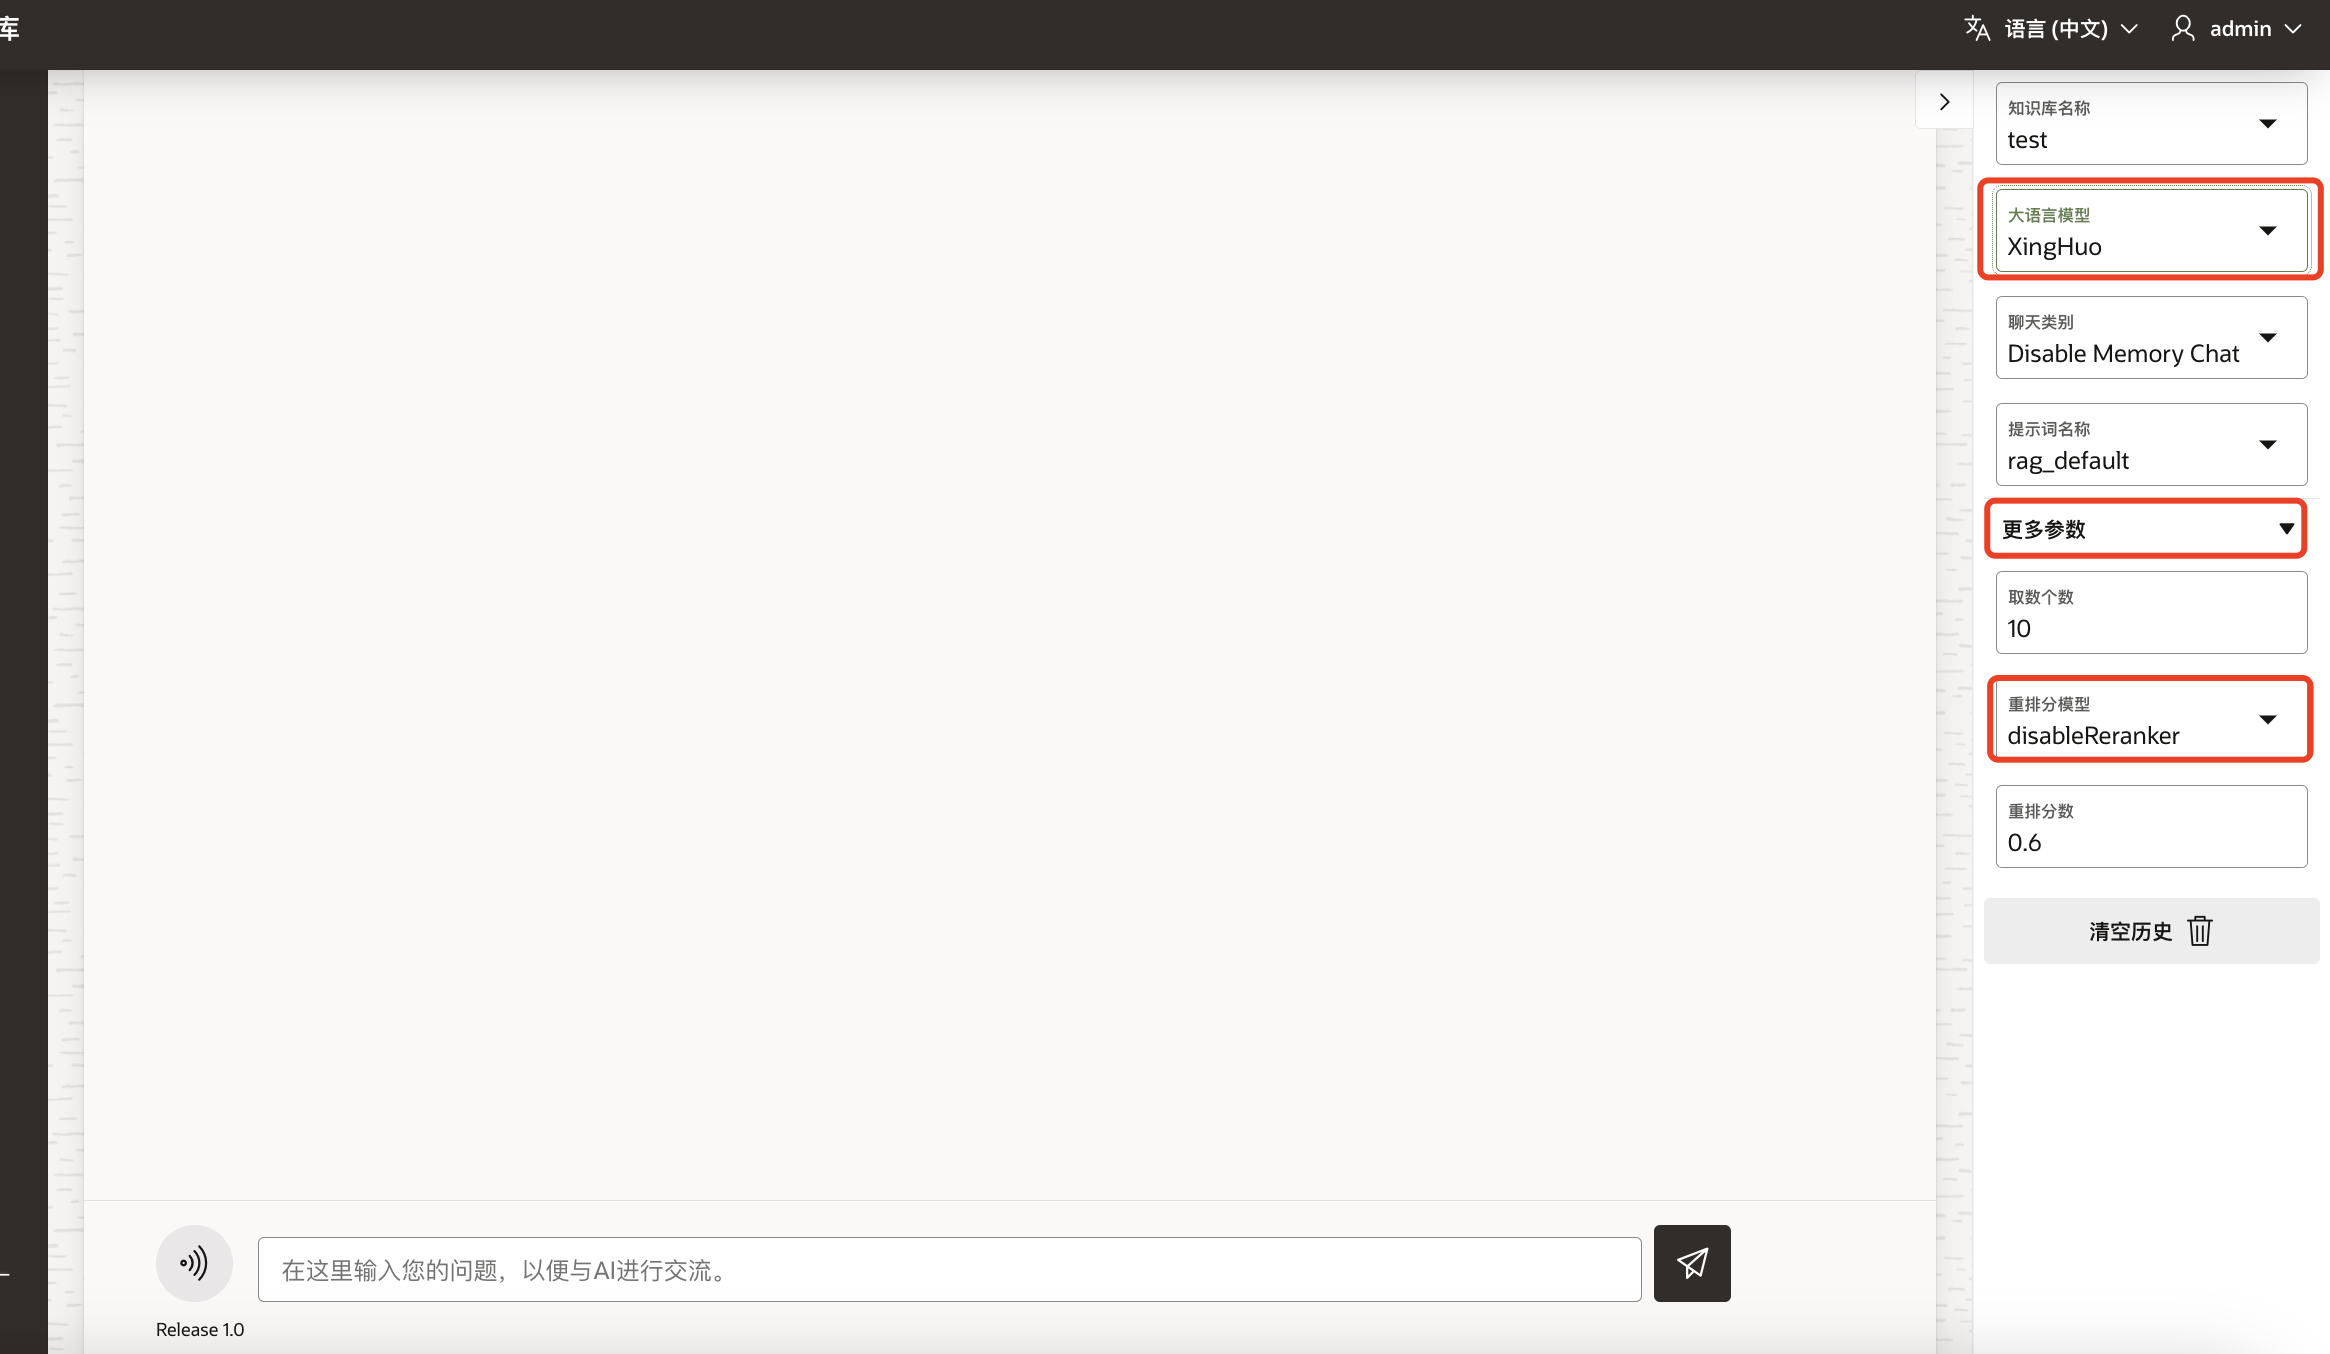 库
语言 (中文)
admin
知识库名称
test
大语言模型
XingHuo
聊天类别
Disable Memory Chat
提示词名称
rag_default
更多参数
取数个数
10
重排分模型
disableReranker
重排分数
0.6
清空历史
在这里输入您的问题，以便与AI进行交流。
Release 1.0